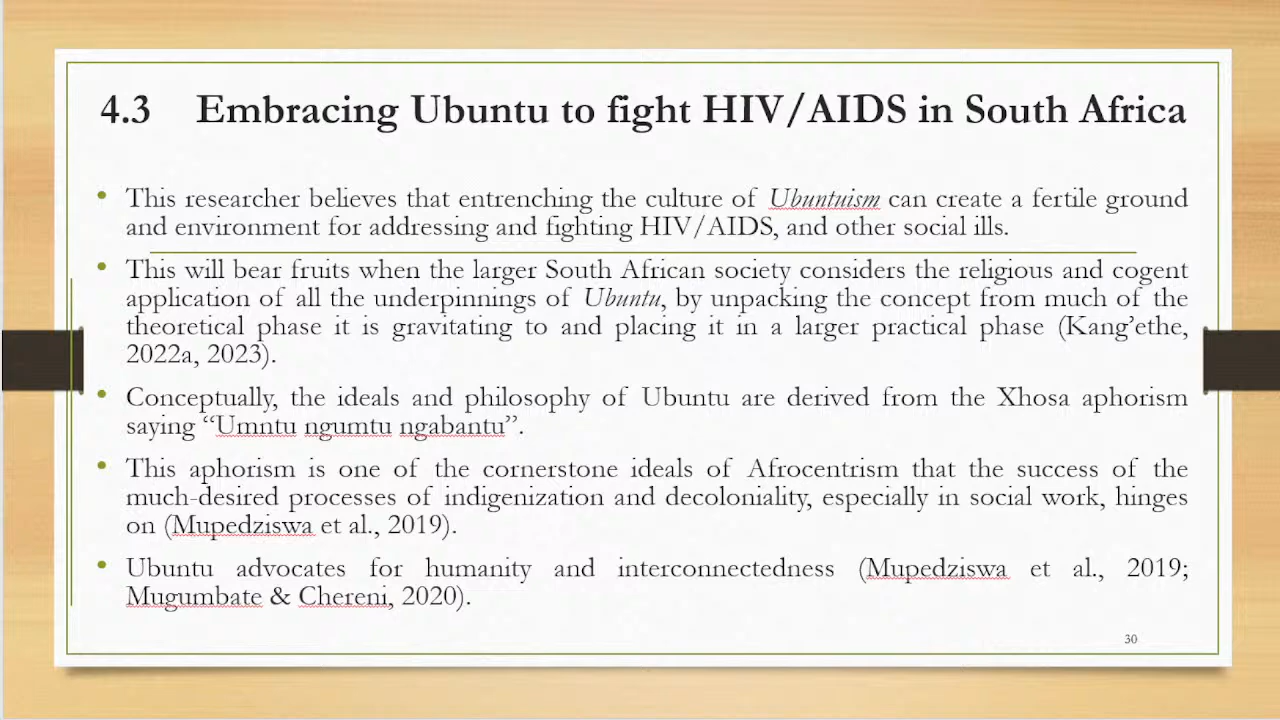 4.3 Embracing Ubuntu to fight HIV/AIDS in South Africa
• This researcher believes that entrenching the culture of Ubuntuism can create a fertile ground
and environment for addressing and fighting HIV/AIDS, and other social ills.
• This will bear fruits when the larger South African society considers the religious and cogent
application of all the underpinnings of Ubuntu, by unpacking the concept from much of the
theoretical phase it is gravitating to and placing it in a larger practical phase (Kang’ethe,
2022a, 2023).
• Conceptually, the ideals and philosophy of Ubuntu are derived from the Xhosa aphorism
saying “Umntu ngumtu ngabantu”.
• This aphorism is one of the cornerstone ideals of Afrocentrism that the success of the
much-desired processes of indigenization and decoloniality, especially in social work, hinges
on (Mupedziswa et al., 2019).
• Ubuntu advocates for humanity and interconnectedness (Mupedziswa et al., 2019;
Mugumbate & Chereni, 2020).
30